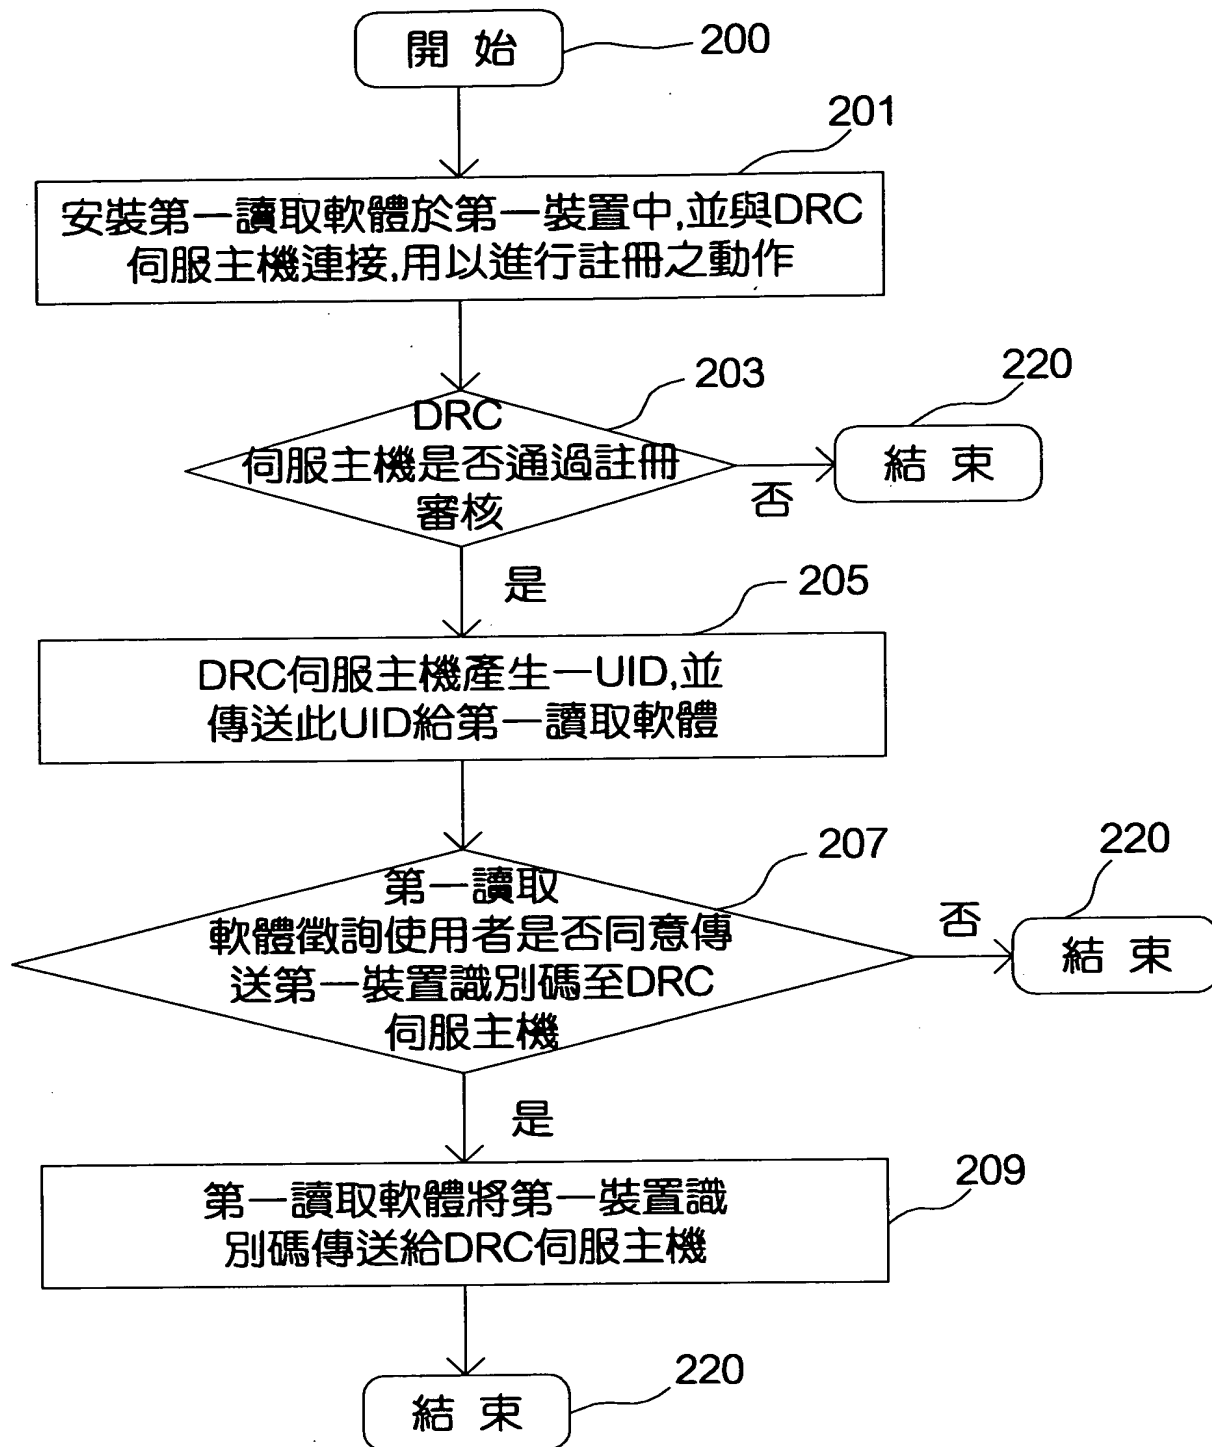 開 始
200
201
安裝第一讀取軟體於第一裝置中,並與DRC
伺服主機連接,用以進行註冊之動作
203
DRC
伺服主機是否通過註冊
審核
220
結 束
否
是
205
DRC伺服主機產生一UID,並
傳送此UID給第一讀取軟體
207
第一讀取
軟體徵詢使用者是否同意傳
送第一裝置識別碼至DRC
伺服主機
220
否
結 束
是
209
第一讀取軟體將第一裝置識
別碼傳送給DRC伺服主機
220
結 束